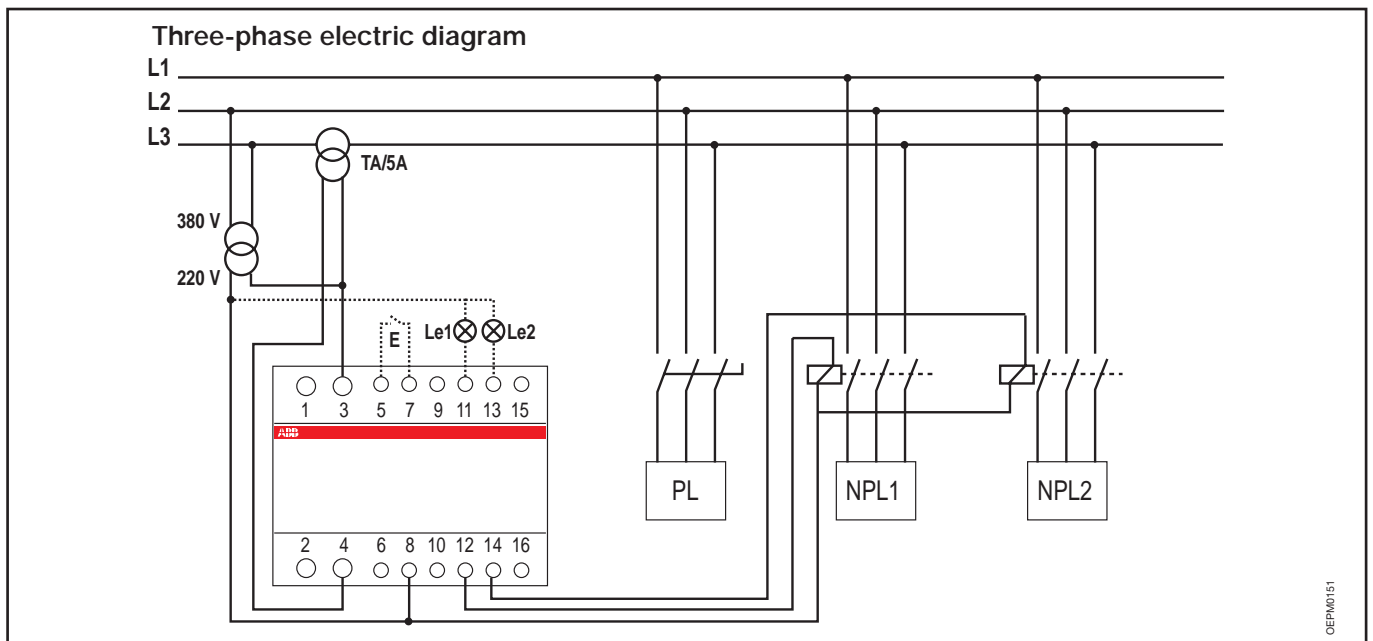 Three-phase electric diagram
L1
L2
L3
TA/5A
380 V
220 V
E
Le1
Le2
1 3 5 7 9 11 13 15
ABB
PL
NPL1
NPL2
2 4 6 8 10 12 14 16
OEPM0151